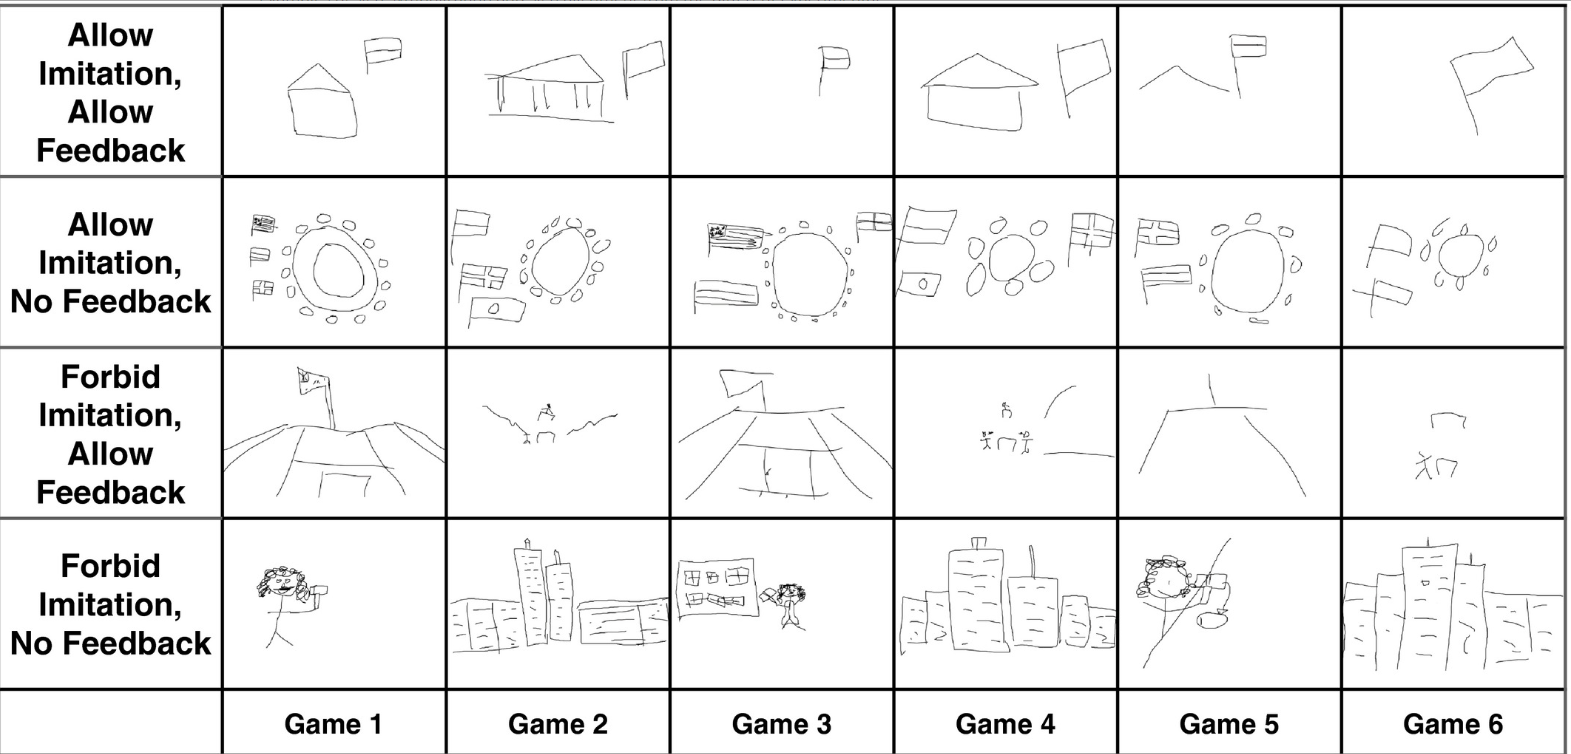 Allow
Imitation,
Allow
Feedback
Allow
Imitation,
No Feedback
Forbid
Imitation,
Allow
Feedback
Forbid
Imitation,
No Feedback
Game 1
Game 2
Game 3
Game 4
Game 5
Game 6